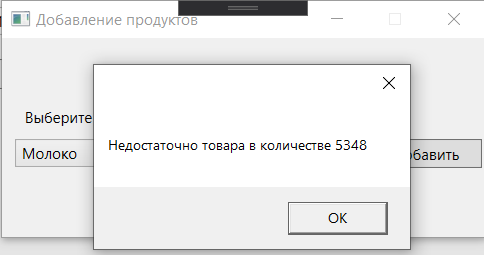 Добавление продуктов
Выберите
Недостаточно товара в количестве 5348
Молоко
обавить
OK